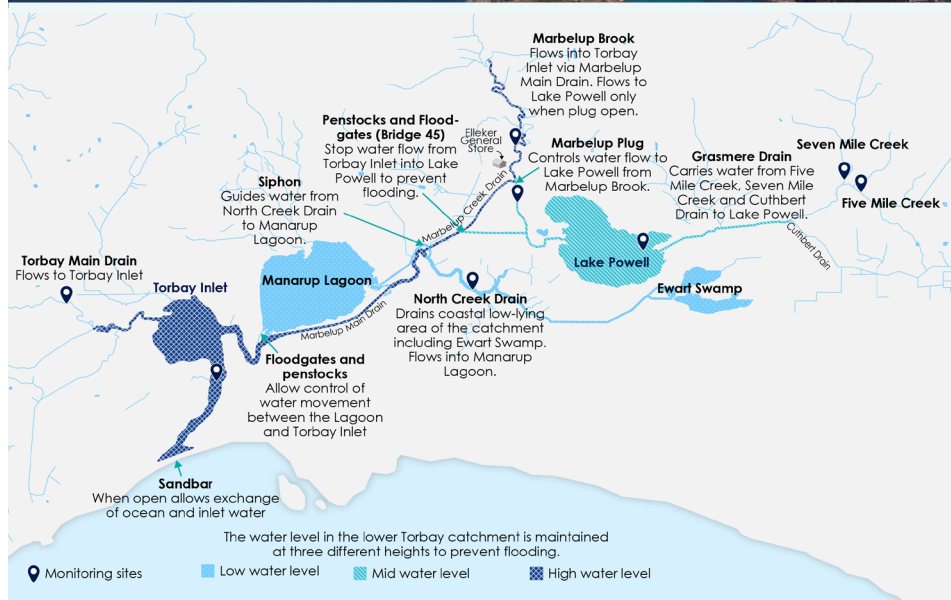 Marbelup Brook
Flows into Torbay
Inlet via Marbelup
Main Drain. Flows to
Lake Powell only
when plug open.
Penstocks and Flood-
gates (Bridge 45)
Stop water flow from
Torbay Inlet into Lake
Powell to prevent
flooding.
Elleker
General
Store
Marbelup Plug
Controls water flow to
Lake Powell from
Marbelup Brook.
Grasmere Drain
Carries water from Five
Mile Creek, Seven Mile
Creek and Cuthbert
Drain to Lake Powell.
Seven Mile Creek
Five Mile Creek
Siphon
Guides water from
North Creek Drain
to Manarup
Lagoon.
Marbelup Creek Drain
Cuthbert Drain
Torbay Main Drain
Flows to Torbay Inlet
Torbay Inlet
Manarup Lagoon
Lake Powell
Ewart Swamp
Marbelup Main Drain
North Creek Drain
Drains coastal low-lying
area of the catchment
including Ewart Swamp.
Flows into Manarup
Lagoon.
Floodgates and
penstocks
Allow control of
water movement
between the Lagoon
and Torbay Inlet
Sandbar
When open allows exchange
of ocean and inlet water
The water level in the lower Torbay catchment is maintained
at three different heights to prevent flooding.
Monitoring sites
Low water level
Mid water level
High water level